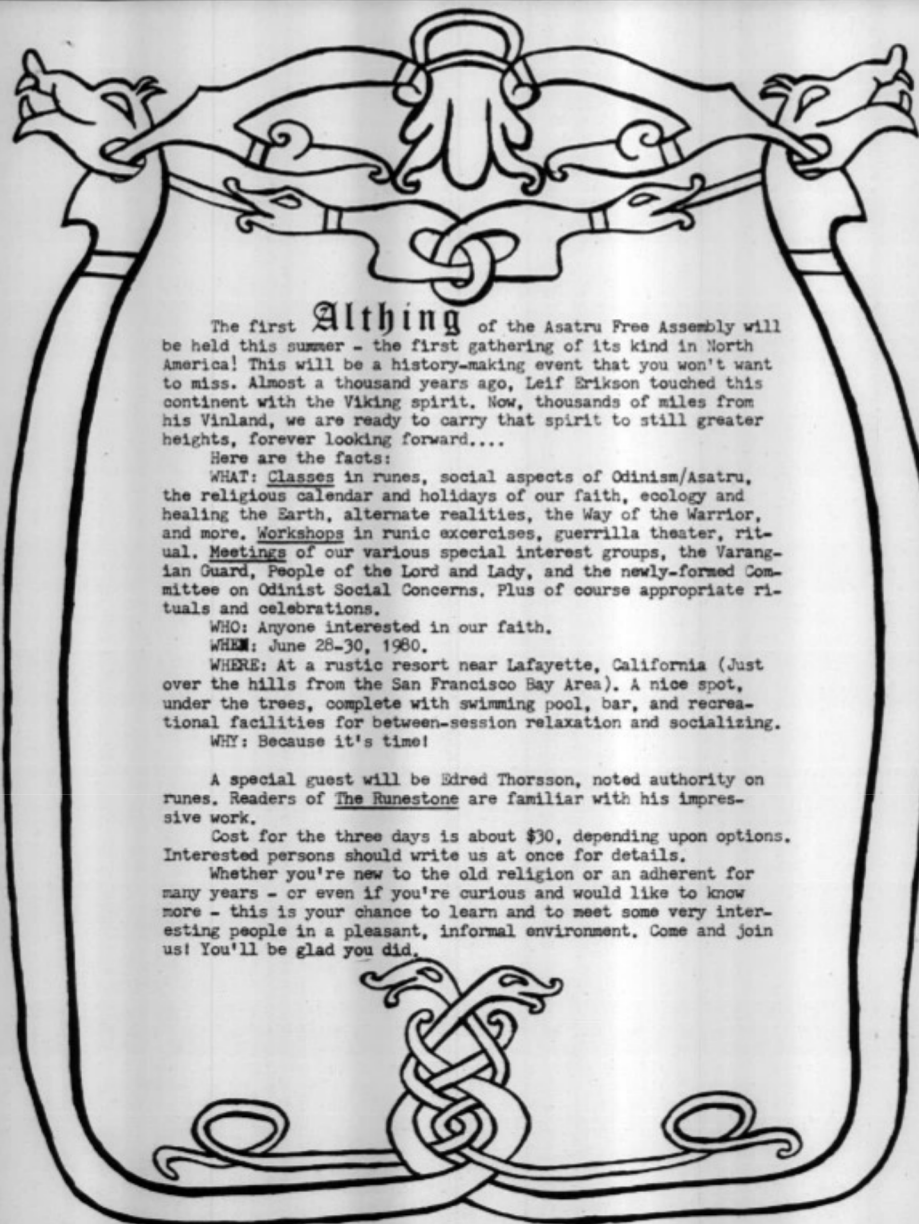 The first Althing of the Asatru Free Assembly will
be held this summer - the first gathering of its kind in North
America! This will be a history-making event that you won't want
to miss. Almost a thousand years ago, Leif Erikson touched this
continent with the Viking spirit. Now, thousands of miles from
his Vinland, we are ready to carry that spirit to still greater
heights, forever looking forward....
Here are the facts:
WHAT: Classes in runes, social aspects of Odinism/Asatru,
the religious calendar and holidays of our faith, ecology and
healing the Earth, alternate realities, the Way of the Warrior,
and more. Workshops in runic excercises, guerrilla theater, rit-
ual. Meetings of our various special interest groups, the Varang-
ian Guard, People of the Lord and Lady, and the newly-formed Com-
mittee on Odinist Social Concerns. Plus of course appropriate ri-
tuals and celebrations.
WHO: Anyone interested in our faith.
WHEN: June 28-30, 1980.
WHERE: At a rustic resort near Lafayette, California (Just
over the hills from the San Francisco Bay Area). A nice spot,
under the trees, complete with swimming pool, bar, and recrea-
tional facilities for between-session relaxation and socializing.
WHY: Because it's time!
A special guest will be Edred Thorsson, noted authority on
runes. Readers of The Runestone are familiar with his impres-
sive work.
Cost for the three days is about $30, depending upon options.
Interested persons should write us at once for details.
Whether you're new to the old religion or an adherent for
many years - or even if you're curious and would like to know
more - this is your chance to learn and to meet some very inter-
esting people in a pleasant, informal environment. Come and join
us! You'll be glad you did.